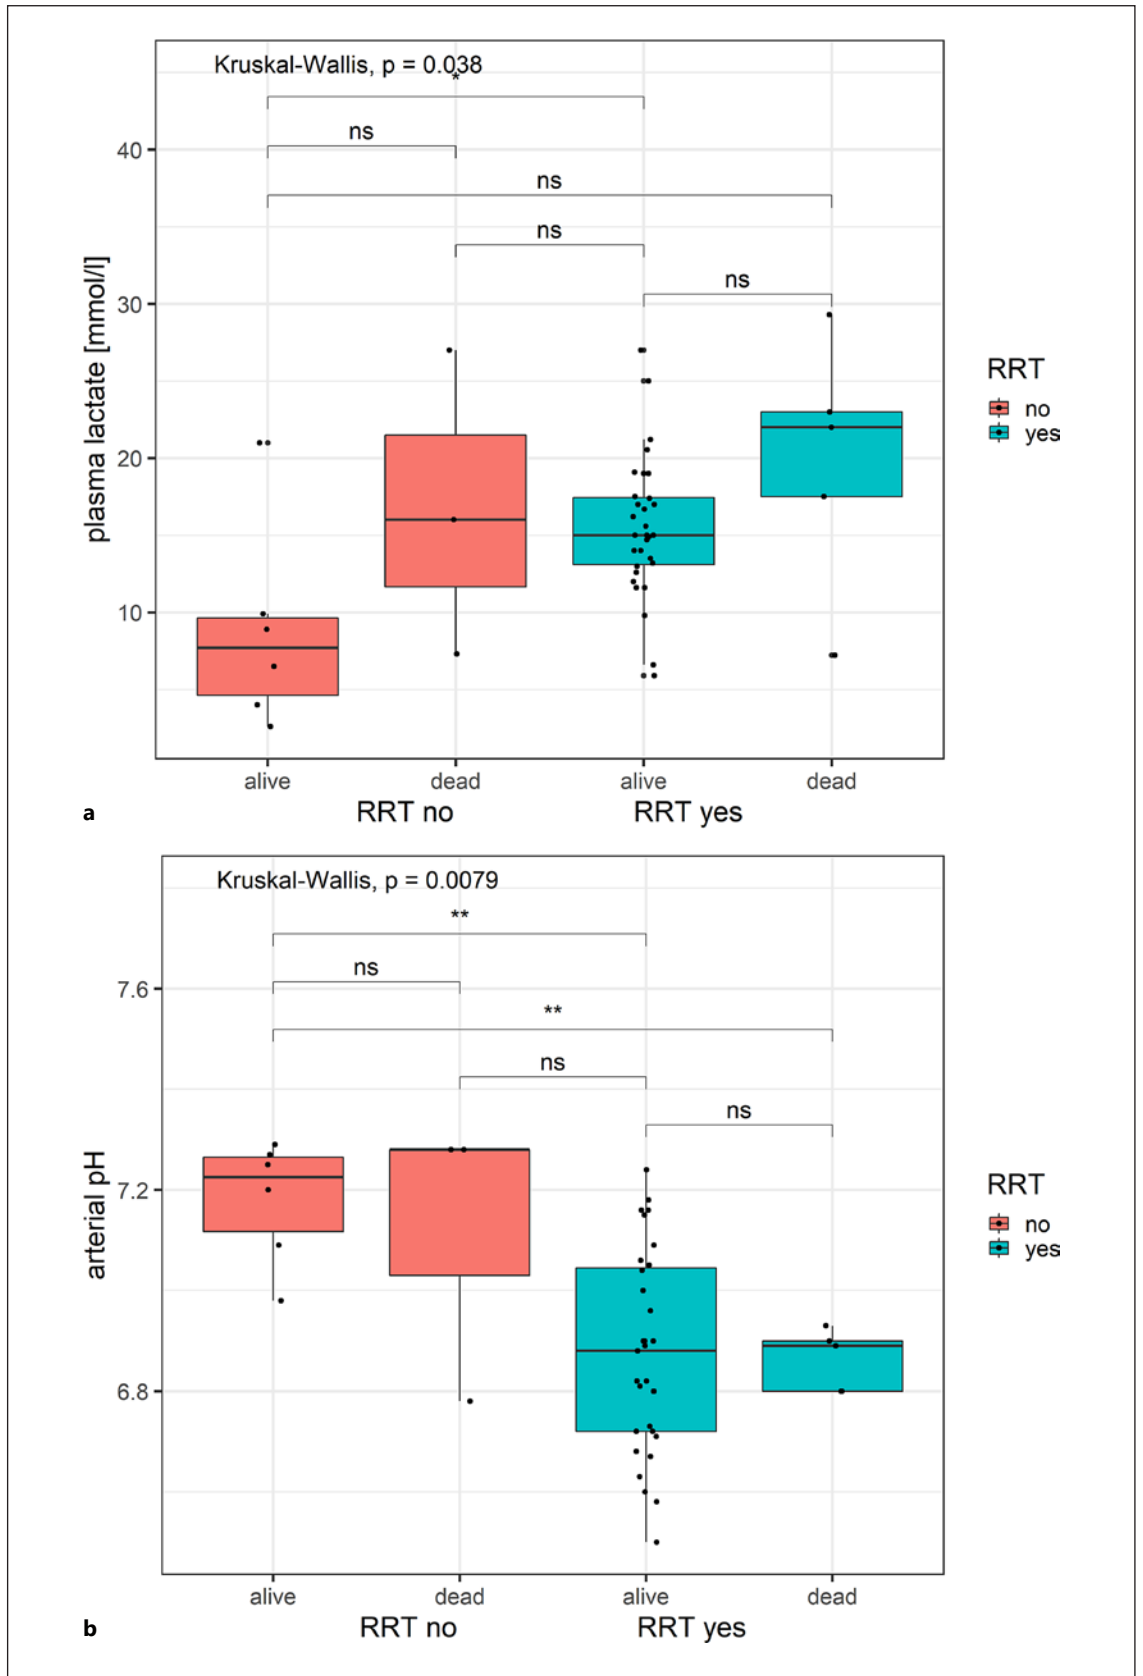 Kruskal-Wallis, p = 0.038
*
ns
ns
ns
ns
40
30
20
10
plasma lactate [mmol/l]
alive dead alive dead
RRT no RRT yes
RRT
no
yes
a
Kruskal-Wallis, p = 0.0079
**
ns
**
ns
ns
7.6
7.2
6.8
arterial pH
alive dead alive dead
RRT no RRT yes
RRT
no
yes
b